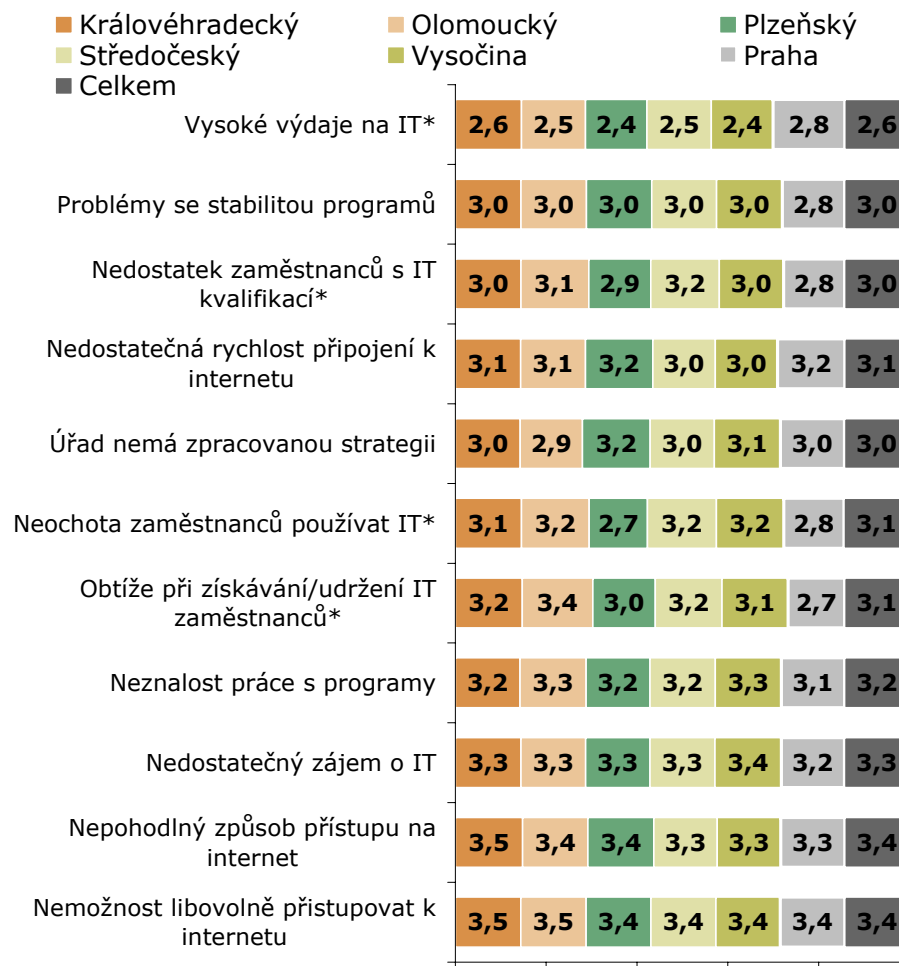 Královéhradecký Olomoucký Plzeňský
Středočeský Vysočina Praha
Celkem
Vysoké výdaje na IT* 2,6 2,5 2,4 2,5 2,4 2,8 2,6
Problémy se stabilitou programů 3,0 3,0 3,0 3,0 3,0 2,8 3,0
Nedostatek zaměstnanců s IT
kvalifikací* 3,0 3,1 2,9 3,2 3,0 2,8 3,0
Nedostatečná rychlost připojení k
internetu 3,1 3,1 3,2 3,0 3,0 3,2 3,1
Úřad nemá zpracovanou strategii 3,0 2,9 3,2 3,0 3,1 3,0 3,0
Neochota zaměstnanců používat IT* 3,1 3,2 2,7 3,2 3,2 2,8 3,1
Obtíže při získávání/udržení IT
zaměstnanců* 3,2 3,4 3,0 3,2 3,1 2,7 3,1
Neznalost práce s programy 3,2 3,3 3,2 3,2 3,3 3,1 3,2
Nedostatečný zájem o IT 3,3 3,3 3,3 3,3 3,4 3,2 3,3
Nepohodlný způsob přístupu na
internet 3,5 3,4 3,4 3,3 3,3 3,3 3,4
Nemožnost libovolně přistupovat k
internetu 3,5 3,5 3,4 3,4 3,4 3,4 3,4